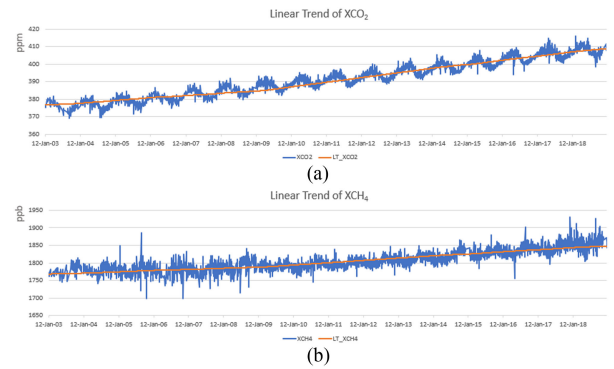 Linear Trend of XCO₂
ppm
420
410
400
390
380
370
360
12-Jan-03 12-Jan-04 12-Jan-05 12-Jan-06 12-Jan-07 12-Jan-08 12-Jan-09 12-Jan-10 12-Jan-11 12-Jan-12 12-Jan-13 12-Jan-14 12-Jan-15 12-Jan-16 12-Jan-17 12-Jan-18
XCO2 LT_XCO2
(a)
Linear Trend of XCH₄
ppb
1950
1900
1850
1800
1750
1700
1650
12-Jan-03 12-Jan-04 12-Jan-05 12-Jan-06 12-Jan-07 12-Jan-08 12-Jan-09 12-Jan-10 12-Jan-11 12-Jan-12 12-Jan-13 12-Jan-14 12-Jan-15 12-Jan-16 12-Jan-17 12-Jan-18
XCH4 LT_XCH4
(b)